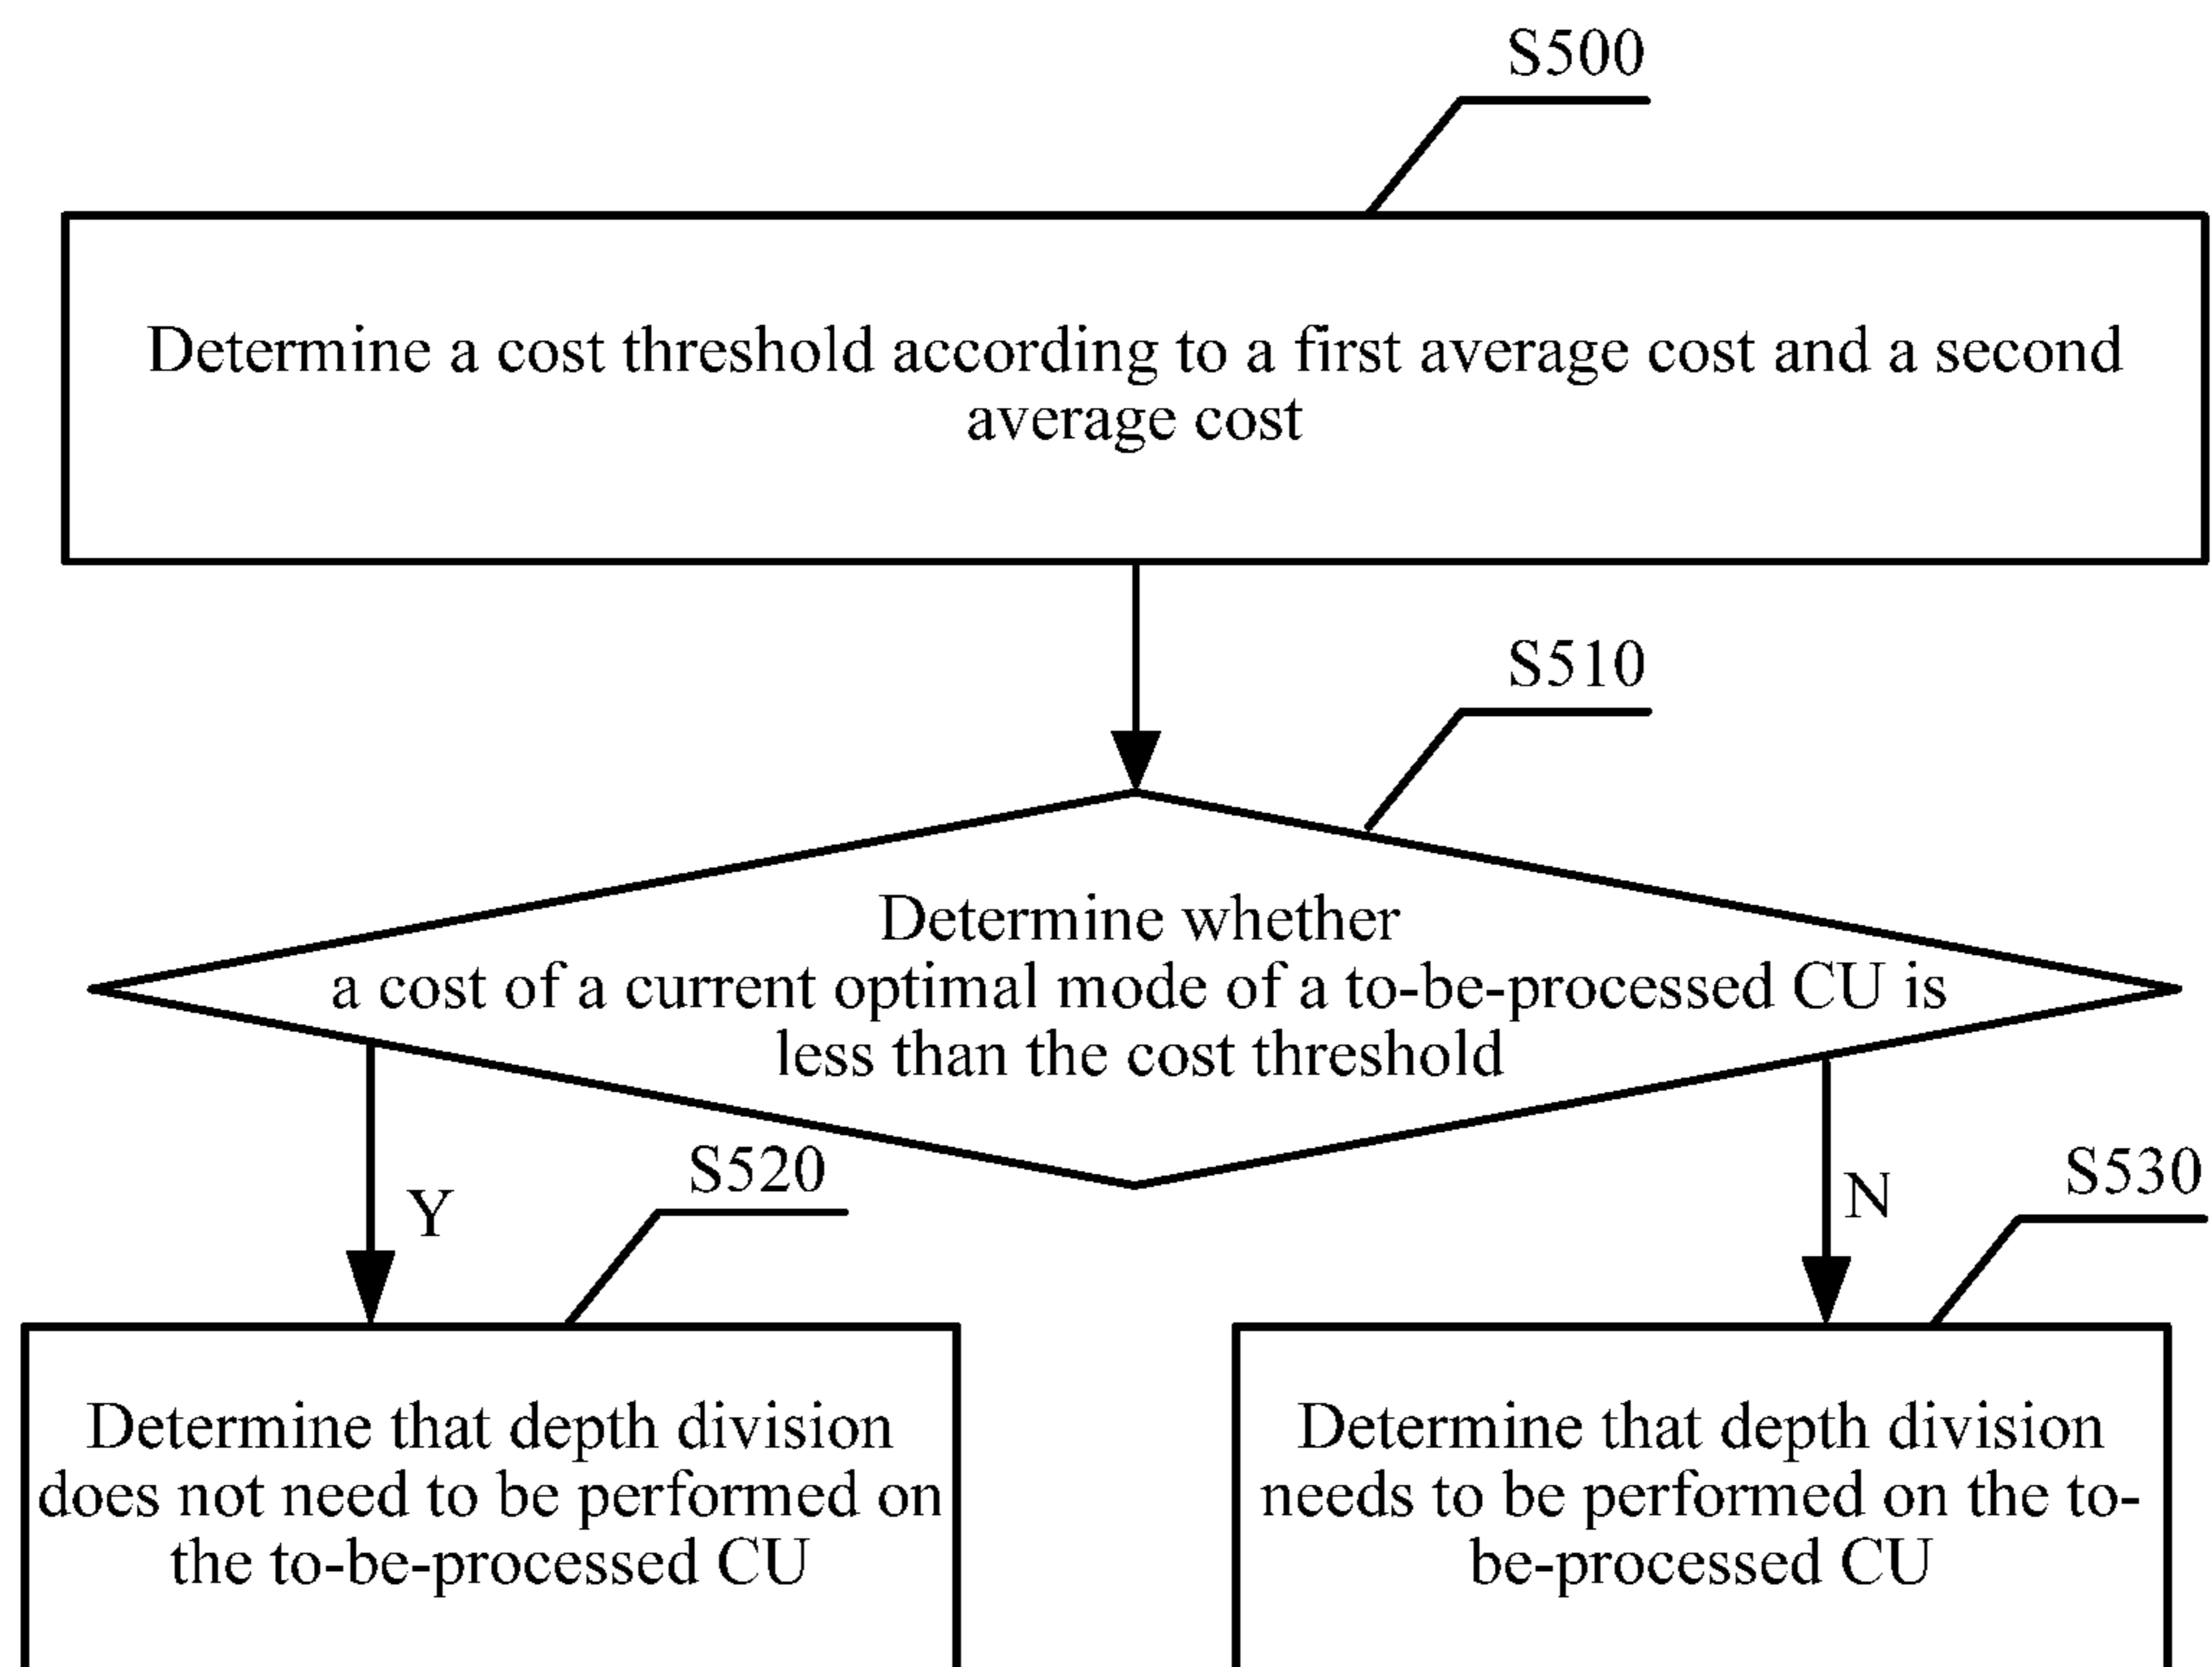 S500
Determine a cost threshold according to a first average cost and a second
average cost
S510
Determine whether
a cost of a current optimal mode of a to-be-processed CU is
less than the cost threshold
Y
S520
N
S530
Determine that depth division
does not need to be performed on
the to-be-processed CU
Determine that depth division
needs to be performed on the to-
be-processed CU